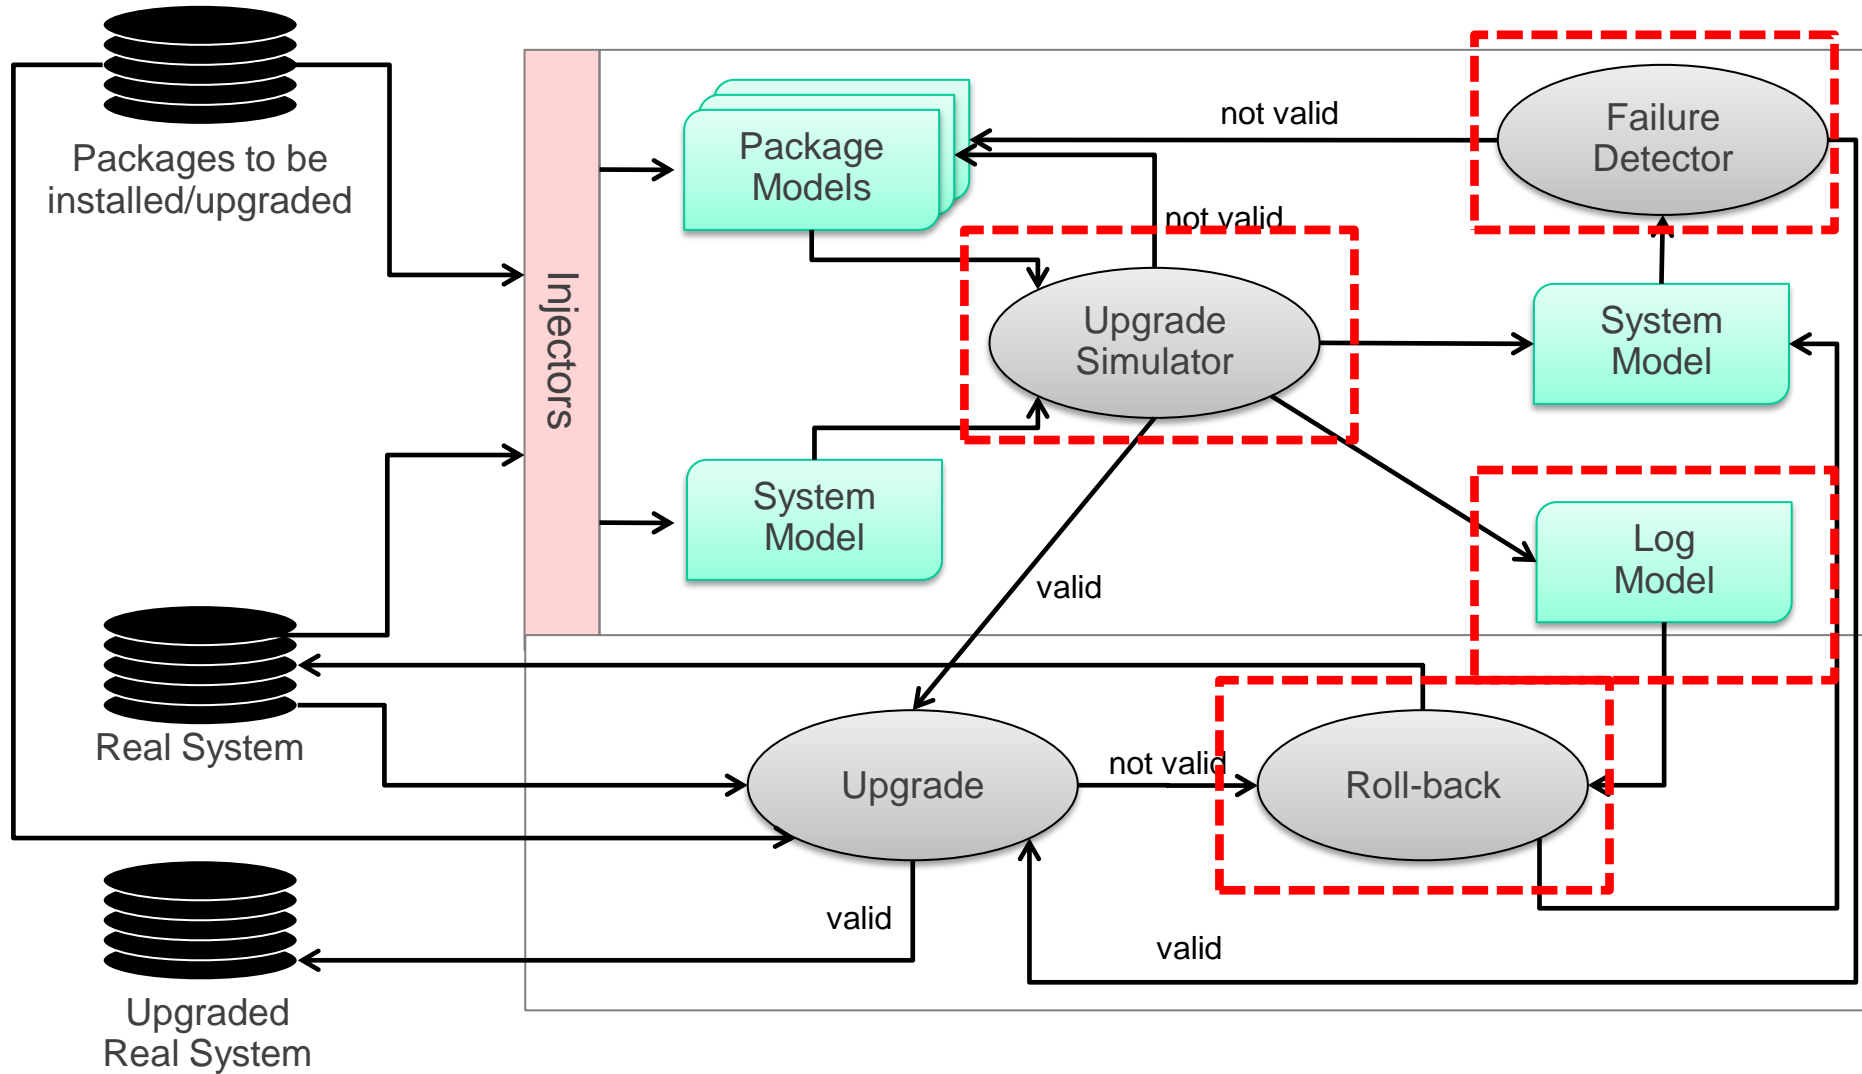 Packages to be
installed/upgraded
Injectors
Package
Models
not valid
Failure
Detector
not valid
Upgrade
Simulator
System
Model
System
Model
valid
Log
Model
Real System
Upgrade
not valid
Roll-back
valid
valid
Upgraded
Real System